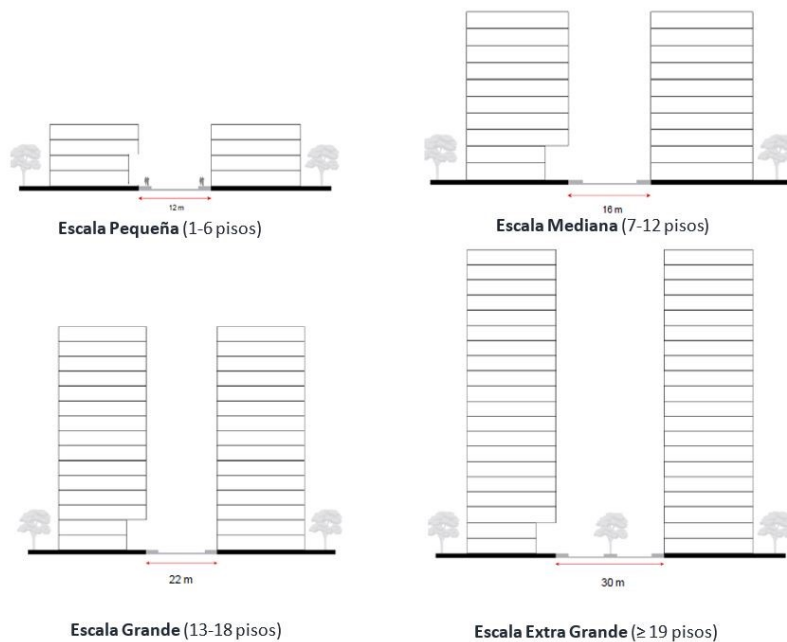 12 m
Escala Pequeña (1-6 pisos)
16 m
Escala Mediana (7-12 pisos)
22 m
Escala Grande (13-18 pisos)
30 m
Escala Extra Grande (≥ 19 pisos)